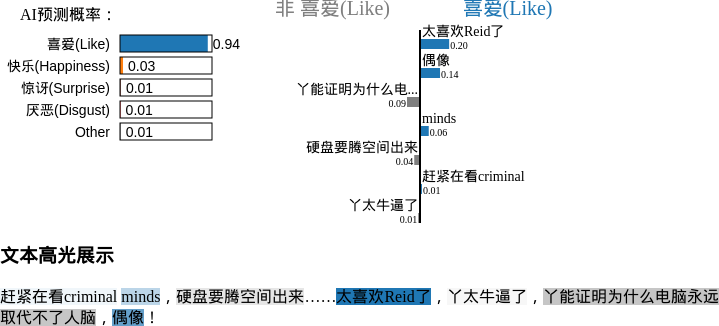 AI预测概率：
喜爱(Like) 0.94
快乐(Happiness) 0.03
惊讶(Surprise) 0.01
厌恶(Disgust) 0.01
Other 0.01
非 喜爱(Like) 喜爱(Like)
太喜欢Reid了
0.20
偶像
0.14
丫能证明为什么电...
0.09
minds
0.06
硬盘要腾空间出来
0.04
赶紧在看criminal
0.01
丫太牛逼了
0.01
文本高光展示
赶紧在看criminal minds，硬盘要腾空间出来……太喜欢Reid了，丫太牛逼了，丫能证明为什么电脑永远
取代不了人脑，偶像！